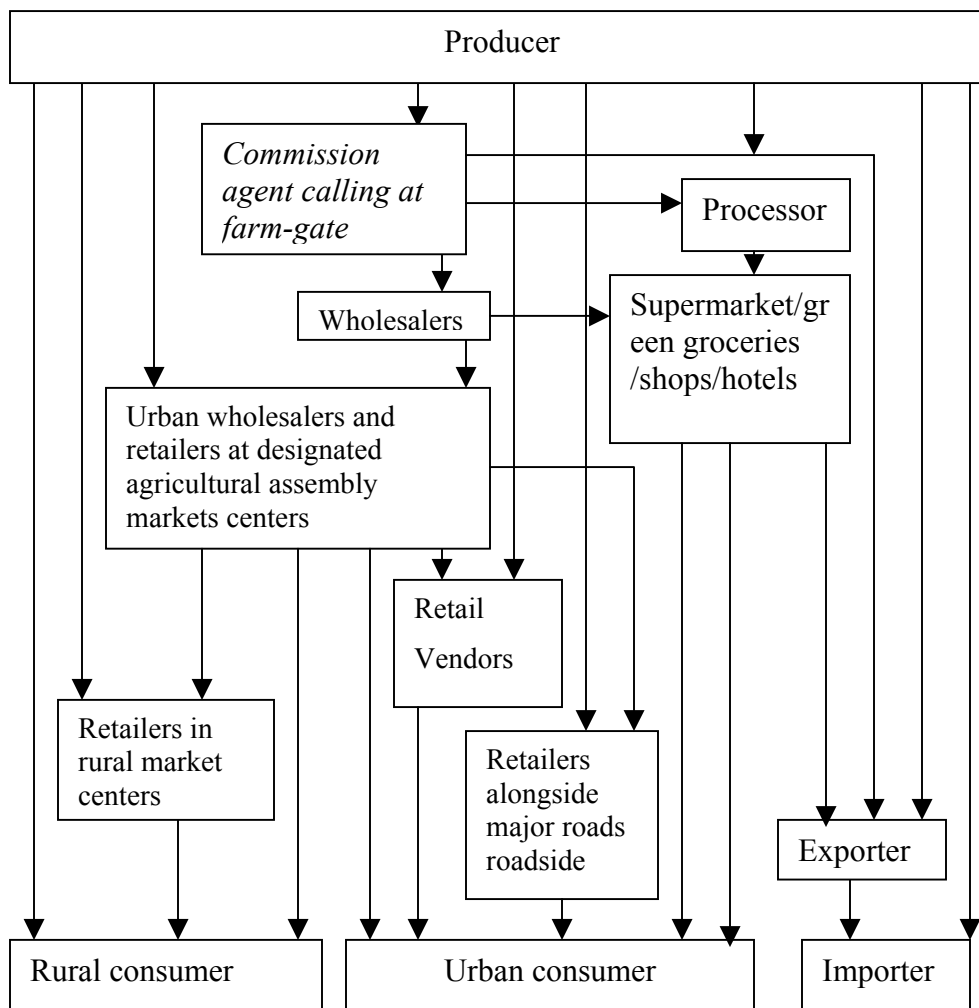 Producer
Commission
agent calling at
farm-gate
Processor
Wholesalers
Supermarket/gr
een groceries
/shops/hotels
Urban wholesalers and
retailers at designated
agricultural assembly
markets centers
Retail
Vendors
Retailers in
rural market
centers
Retailers
alongside
major roads
roadside
Exporter
Rural consumer
Urban consumer
Importer